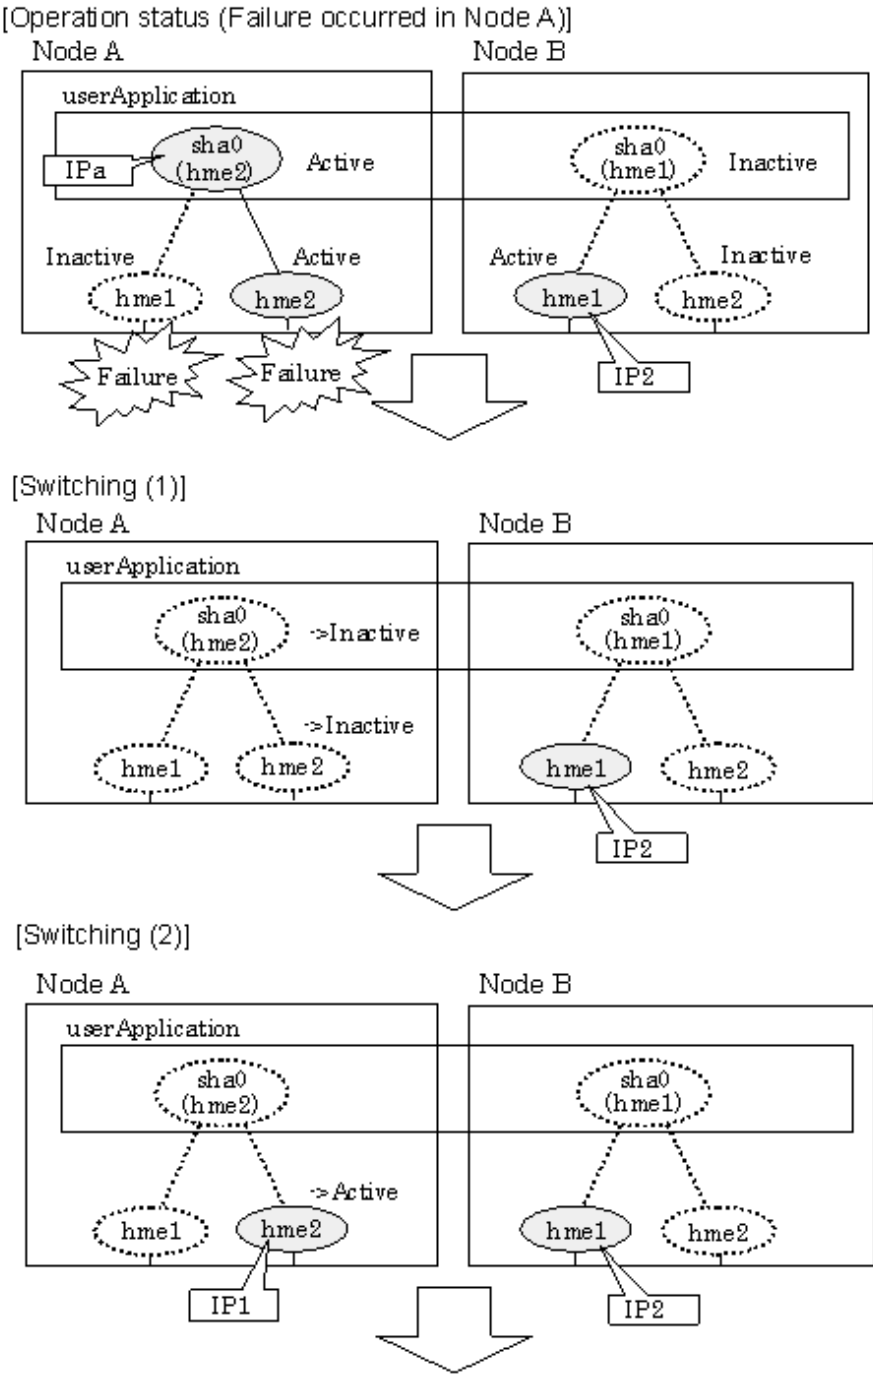 [Operation status (Failure occurred in Node A)]
Node A
Node B
userApplication
sha0
(hme2)
Active
IPa
sha0
(hme1)
Inactive
Inactive
Active
Active
Inactive
hme1
hme2
hme1
hme2
Failure
Failure
IP2
[Switching (1)]
Node A
Node B
userApplication
sha0
(hme2)
->Inactive
sha0
(hme1)
->Inactive
hme1
hme2
hme1
hme2
IP2
[Switching (2)]
Node A
Node B
userApplication
sha0
(hme2)
sha0
(hme1)
->Active
hme1
hme2
hme1
hme2
IP1
IP2